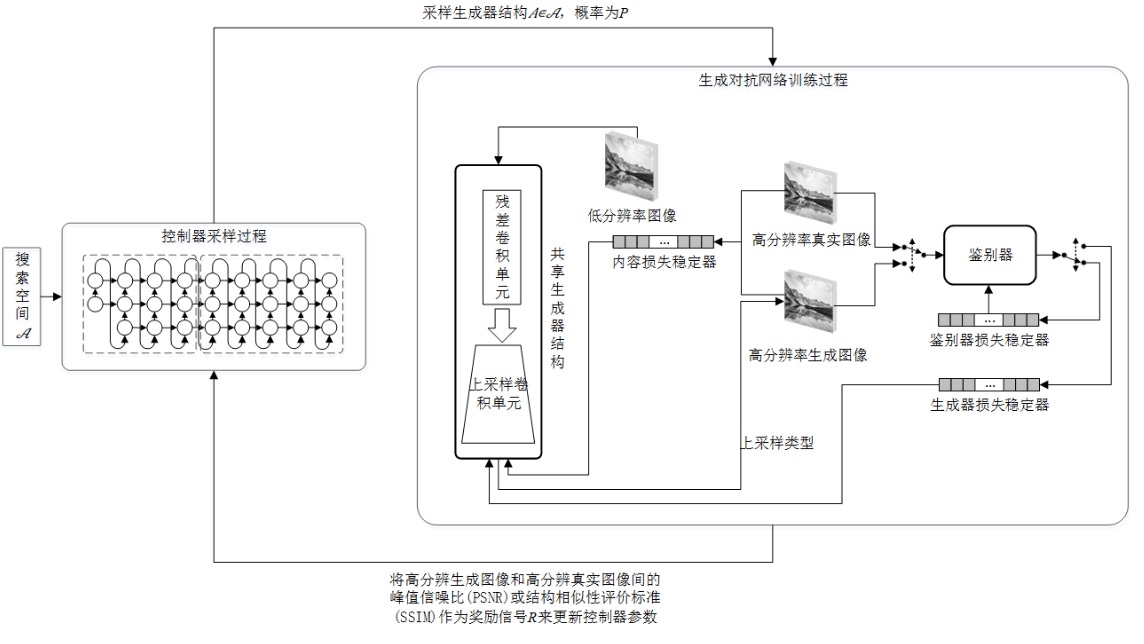 采样生成器结构A∈𝒜，概率为P
生成对抗网络训练过程
控制器采样过程
搜
索
空
间
𝒜
残
差
卷
积
单
元
上采样卷
积单元
共
享
生
成
器
结
构
低分辨率图像
...
内容损失稳定器
高分辨率真实图像
高分辨率生成图像
鉴别器
...
鉴别器损失稳定器
...
生成器损失稳定器
上采样类型
将高分辨生成图像和高分辨真实图像间的
峰值信噪比(PSNR)或结构相似性评价标准
(SSIM)作为奖励信号R来更新控制器参数